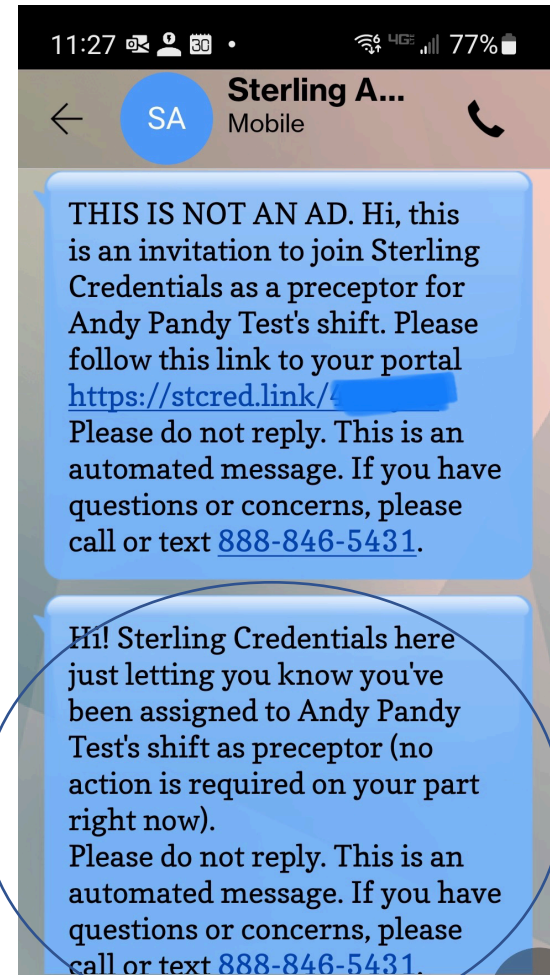 11:27 30 • 4GE 77%
SA
Sterling A...
Mobile
THIS IS NOT AN AD. Hi, this
is an invitation to join Sterling
Credentials as a preceptor for
Andy Pandy Test's shift. Please
follow this link to your portal
https://stcred.link/4
Please do not reply. This is an
automated message. If you have
questions or concerns, please
call or text 888-846-5431.
Hi! Sterling Credentials here
just letting you know you've
been assigned to Andy Pandy
Test's shift as preceptor (no
action is required on your part
right now).
Please do not reply. This is an
automated message. If you have
questions or concerns, please
call or text 888-846-5431.